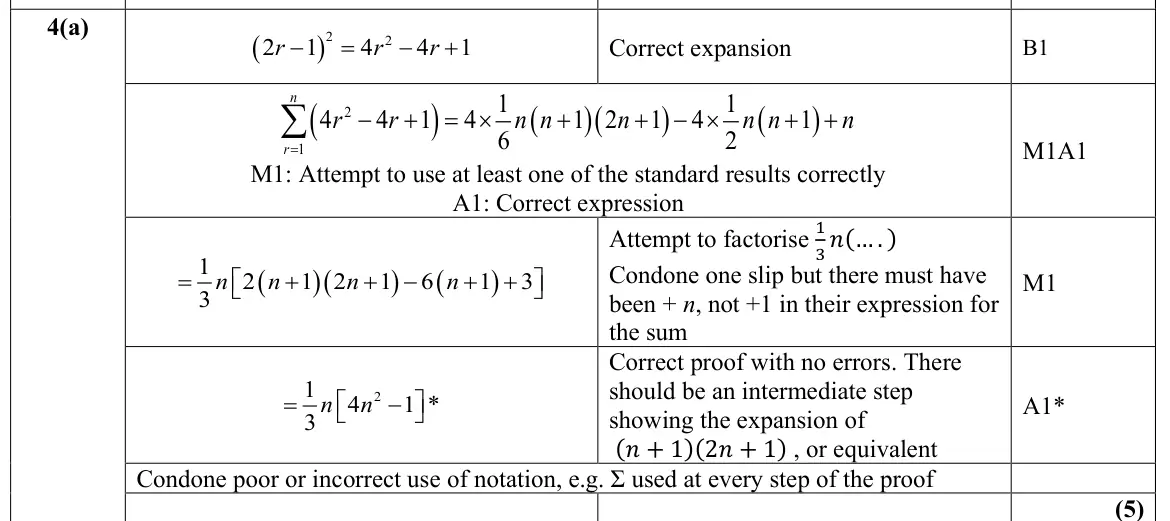 4(a)
(2r − 1)² = 4r² − 4r + 1
Correct expansion
B1
∑_{r=1}^{n} (4r² − 4r + 1) = 4 × 1/6 n(n + 1)(2n + 1) − 4 × 1/2 n(n + 1) + n
M1: Attempt to use at least one of the standard results correctly
A1: Correct expression
M1A1
= 1/3 n[2(n + 1)(2n + 1) − 6(n + 1) + 3]
Attempt to factorise 1/3 n(... .)
Condone one slip but there must have
been + n, not +1 in their expression for
the sum
M1
= 1/3 n[4n² − 1]*
Correct proof with no errors. There
should be an intermediate step
showing the expansion of
(n + 1)(2n + 1) , or equivalent
A1*
Condone poor or incorrect use of notation, e.g. Σ used at every step of the proof
(5)